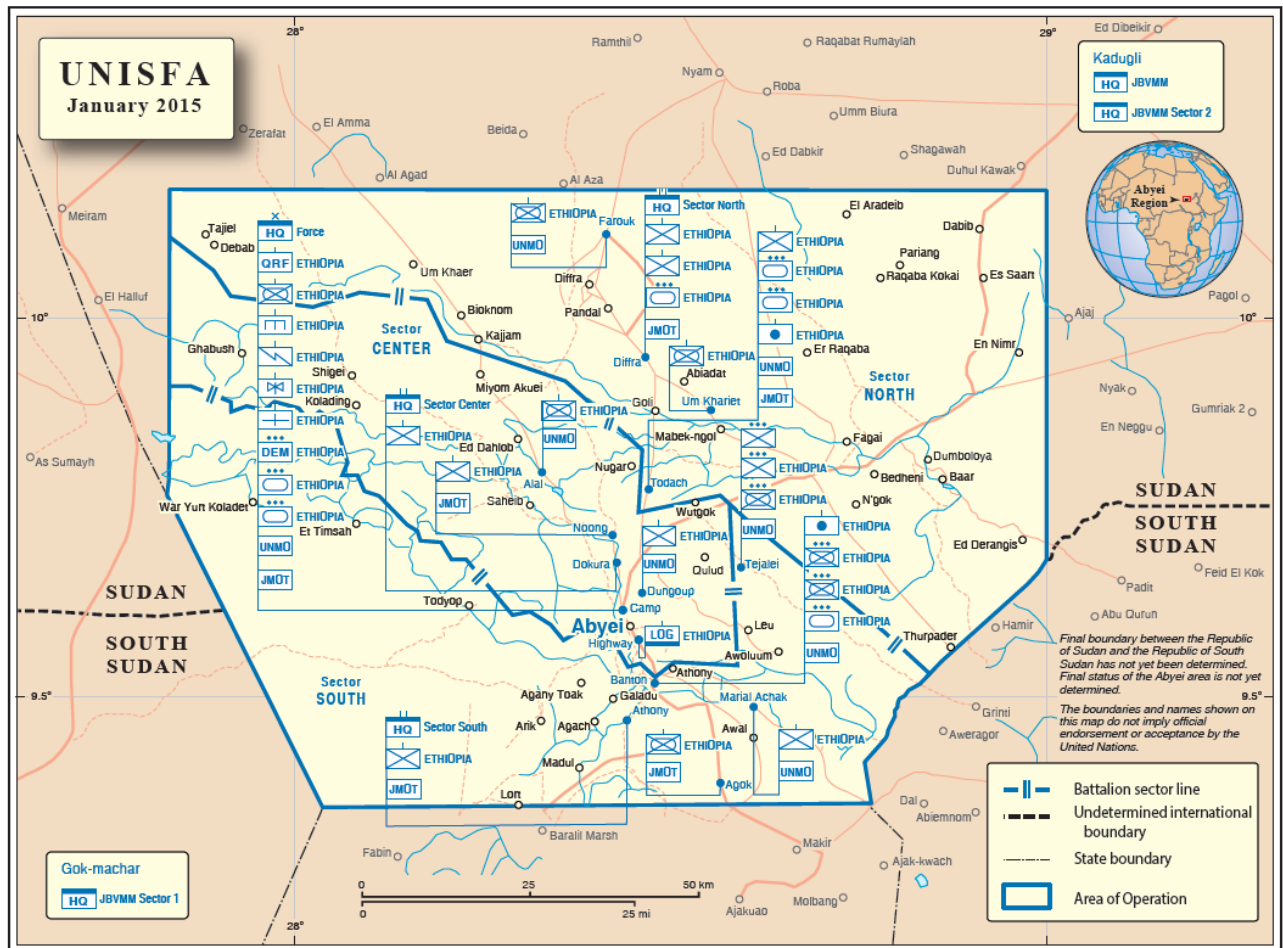 UNISFA
January 2015
28°
29°
Ed Dibeikir
Ramthil
Raqabat Rumaylah
Nyam
Roba
Umm Biura
Kadugli
HQ JBVMM
HQ JBVMM Sector 2
Zerafat
El Amma
Beida
Ed Dabkir
Shagawah
Duhul Kawak
Al Agad
Al Aza
Meiram
Abyei
Region
Tajiel
Debab
HQ Force
QRF ETHIOPIA
ETHIOPIA
ETHIOPIA
ETHIOPIA
ETHIOPIA
ETHIOPIA
DEM ETHIOPIA
ETHIOPIA
ETHIOPIA
UNMO
JMOT
ETHIOPIA
UNMO
Farouk
HQ Sector North
ETHIOPIA
ETHIOPIA
ETHIOPIA
JMOT
Diffra
ETHIOPIA
ETHIOPIA
ETHIOPIA
ETHIOPIA
UNMO
JMOT
El Aradeib
Dabib
Pariang
Raqaba Kokai
Es Saart
Um Khaer
Diffra
Pandal
El Halluf
Pagol
10°
10°
Ajaj
Bioknom
Sector
CENTER
Kajjam
Ghabush
Shigei
Kolading
Miyom Akuei
ETHIOPIA
Abiadat
Um Khariet
Er Raqaba
En Nimr
Sector
NORTH
Nyak
Gumriak 2
En Neggu
HQ Sector Center
ETHIOPIA
ETHIOPIA
JMOT
Ed Dahlob
ETHIOPIA
UNMO
Alal
Goli
Mabek-ngol
Nugar
Todach
ETHIOPIA
ETHIOPIA
ETHIOPIA
UNMO
Tejalei
Fagai
Dumboloya
Bedheni
Baar
N'gok
As Sumayh
War Yurt Koladet
Et Timsah
Saheib
Noong
Wutgok
ETHIOPIA
UNMO
Qulud
Dungoup
ETHIOPIA
ETHIOPIA
ETHIOPIA
ETHIOPIA
UNMO
Ed Derangis
SUDAN
SOUTH
SUDAN
Feid El Kok
Padit
Dokura
SUDAN
SOUTH
SUDAN
Todyop
Camp
Abyei
Highway
LOG ETHIOPIA
Leu
Awoluum
Thurpader
Hamir
Abu Qurun
Final boundary between the Republic
of Sudan and the Republic of South
Sudan has not yet been determined.
Final status of the Abyei area is not yet
determined.
The boundaries and names shown on
this map do not imply official
endorsement or acceptance by the
United Nations.
Sector
SOUTH
Banton
Athony
9.5°
9.5°
Agany Toak
Galadu
Athony
Marial Achak
Grinti
Aweragor
HQ Sector South
ETHIOPIA
JMOT
Arik
Agach
Madul
Lort
ETHIOPIA
JMOT
Agok
Awal
ETHIOPIA
UNMO
Dal
Abiemnom
Baralil Marsh
Fabin
Makir
Ajak-kwach
Molbang
Ajakuao
Gok-machar
HQ JBVMM Sector 1
0 25 50 km
0 25 mi
28°
Battalion sector line
Undetermined international
boundary
State boundary
Area of Operation